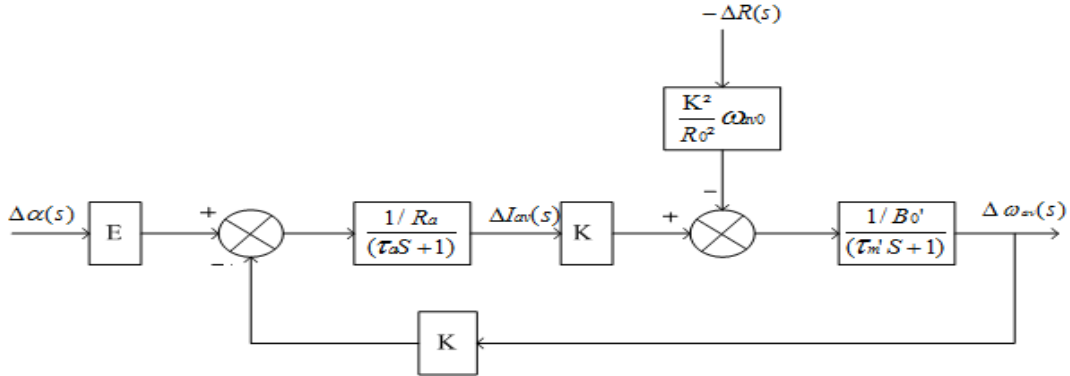 − ΔR(s)
K²
R0²
ωav0
−
Δα(s)
E
+
−
1/ Ra
(τaS + 1)
ΔIav(s)
K
+
1/ B0'
(τm' S + 1)
Δ ωav(s)
K